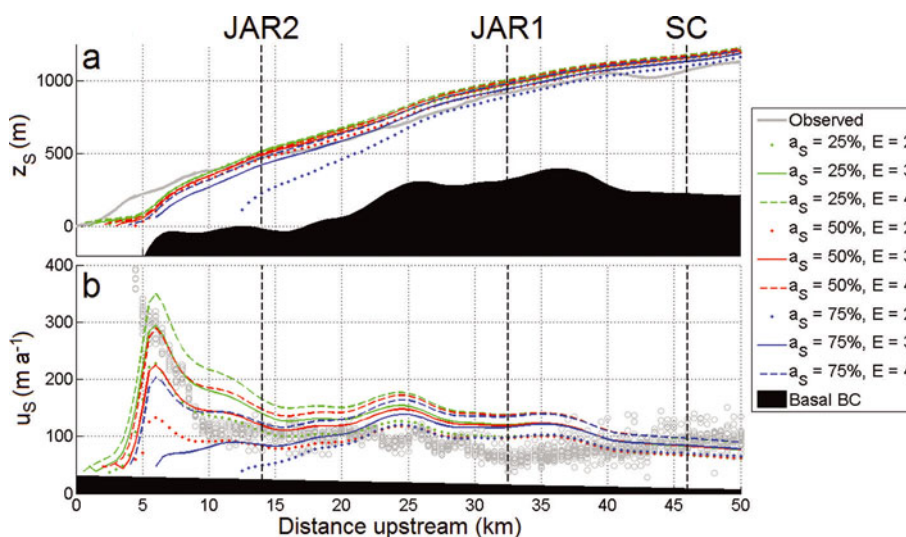 JAR2 JAR1 SC
a
z_S (m)
1000
500
0
b
u_S (m a⁻¹)
400
300
200
100
0
0 5 10 15 20 25 30 35 40 45 50
Distance upstream (km)
Observed
a_S = 25%, E = 2
a_S = 25%, E = 3
a_S = 25%, E = 4
a_S = 50%, E = 2
a_S = 50%, E = 3
a_S = 50%, E = 4
a_S = 75%, E = 2
a_S = 75%, E = 3
a_S = 75%, E = 4
Basal BC